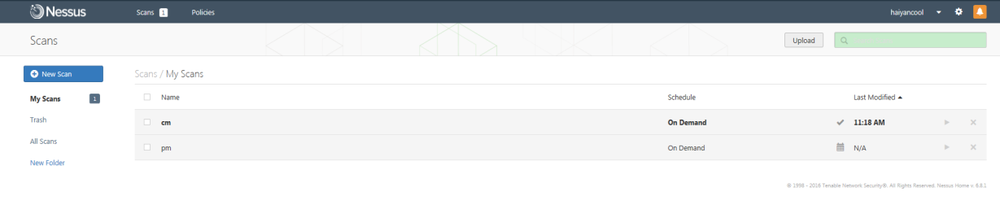 Nessus Scans 1 Policies haiyancool
Scans Upload
New Scan
Scans / My Scans
My Scans 1
Name Schedule Last Modified
Trash
cm On Demand 11:18 AM
All Scans
pm On Demand N/A
New Folder
© 1998 - 2016 Tenable Network Security®. All Rights Reserved. Nessus Home v. 6.8.1